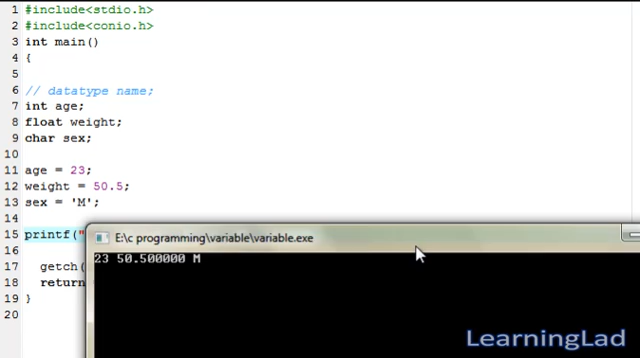 1 #include<stdio.h>
2 #include<conio.h>
3 int main()
4 {
5
6 // datatype name;
7 int age;
8 float weight;
9 char sex;
10
11 age = 23;
12 weight = 50.5;
13 sex = 'M';
14
15 printf("
E:\c programming\variable\variable.exe
16
23 50.500000 M
17 getch(
18 return
19 }
20
LearningLad